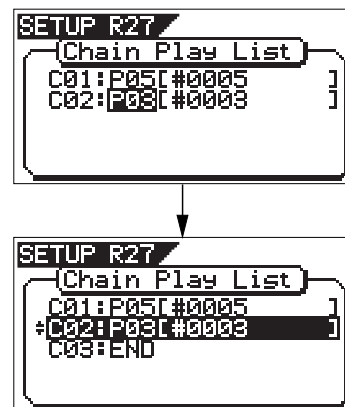 SETUP R27
Chain Play List
C01:P05[#0005 ]
C02:P03[#0003 ]
SETUP R27
Chain Play List
C01:P05[#0005 ]
C02:P03[#0003 ]
C03:END